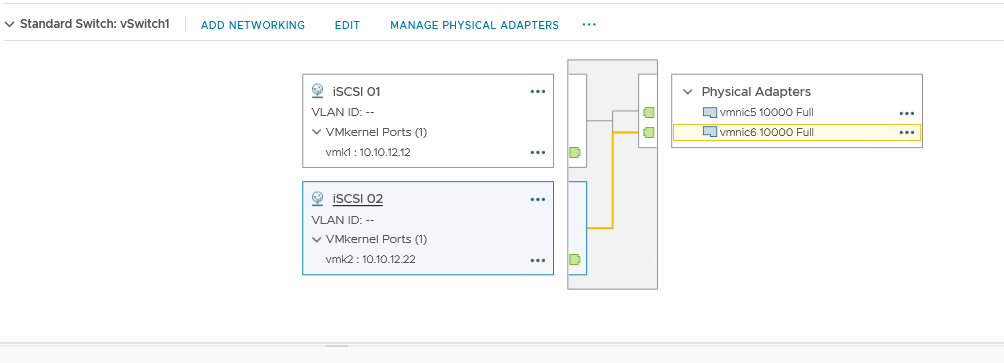 Standard Switch: vSwitch1
ADD NETWORKING
EDIT
MANAGE PHYSICAL ADAPTERS
...
iSCSI 01
...
VLAN ID: --
VMkernel Ports (1)
vmk1 : 10.10.12.12
...
iSCSI 02
...
VLAN ID: --
VMkernel Ports (1)
vmk2 : 10.10.12.22
...
Physical Adapters
vmnic5 10000 Full
...
vmnic6 10000 Full
...